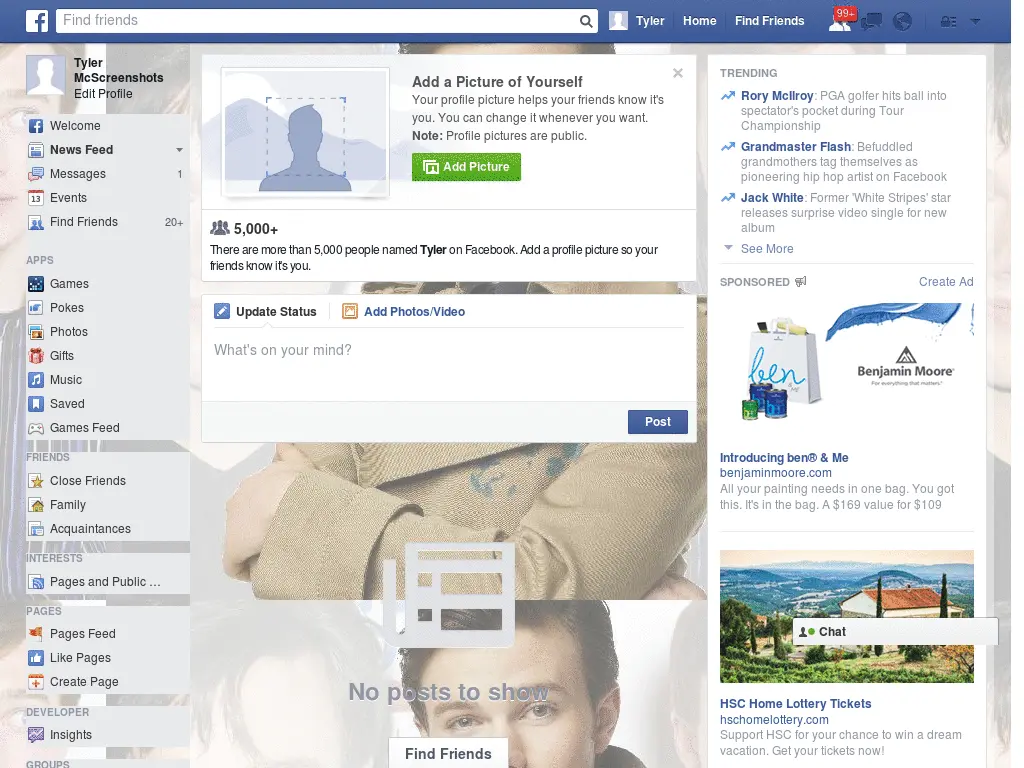 Find friends
Tyler
Home
Find Friends
99+
Tyler
McScreenshots
Edit Profile
Welcome
News Feed
Messages
1
Events
Find Friends
20+
APPS
Games
Pokes
Photos
Gifts
Music
Saved
Games Feed
FRIENDS
Close Friends
Family
Acquaintances
INTERESTS
Pages and Public ...
PAGES
Pages Feed
Like Pages
Create Page
DEVELOPER
Insights
GROUPS
Add a Picture of Yourself
Your profile picture helps your friends know it's
you. You can change it whenever you want.
Note: Profile pictures are public.
Add Picture
5,000+
There are more than 5,000 people named Tyler on Facebook. Add a profile picture so your
friends know it's you.
Update Status
Add Photos/Video
What's on your mind?
Post
No posts to show
Find Friends
TRENDING
Rory McIlroy: PGA golfer hits ball into
spectator's pocket during Tour
Championship
Grandmaster Flash: Befuddled
grandmothers tag themselves as
pioneering hip hop artist on Facebook
Jack White: Former 'White Stripes' star
releases surprise video single for new
album
See More
SPONSORED
Create Ad
ben
Benjamin Moore
For everything that matters.
Introducing ben® & Me
benjaminmoore.com
All your painting needs in one bag. You got
this. It's in the bag. A $169 value for $109
Chat
HSC Home Lottery Tickets
hschomelottery.com
Support HSC for your chance to win a dream
vacation. Get your tickets now!